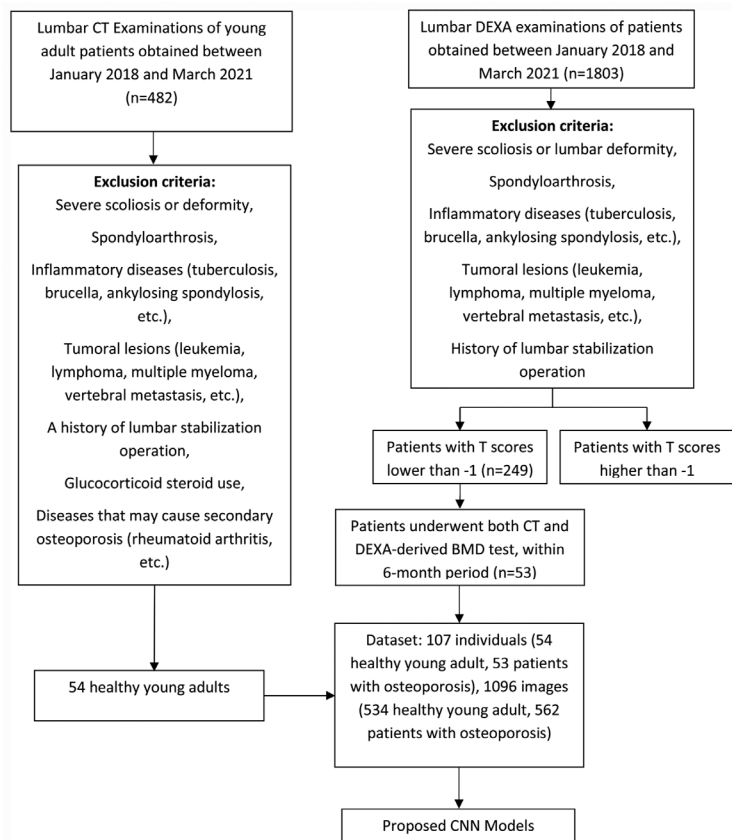 Lumbar CT Examinations of young
adult patients obtained between
January 2018 and March 2021
(n=482)
Exclusion criteria:
Severe scoliosis or deformity,
Spondyloarthrosis,
Inflammatory diseases (tuberculosis,
brucella, ankylosing spondylosis,
etc.),
Tumoral lesions (leukemia,
lymphoma, multiple myeloma,
vertebral metastasis, etc.),
A history of lumbar stabilization
operation,
Glucocorticoid steroid use,
Diseases that may cause secondary
osteoporosis (rheumatoid arthritis,
etc.)
54 healthy young adults
Lumbar DEXA examinations of patients
obtained between January 2018 and
March 2021 (n=1803)
Exclusion criteria:
Severe scoliosis or lumbar deformity,
Spondyloarthrosis,
Inflammatory diseases (tuberculosis,
brucella, ankylosing spondylosis, etc.),
Tumoral lesions (leukemia,
lymphoma, multiple myeloma,
vertebral metastasis, etc.),
History of lumbar stabilization
operation
Patients with T scores
lower than -1 (n=249)
Patients with T scores
higher than -1
Patients underwent both CT and
DEXA-derived BMD test, within
6-month period (n=53)
Dataset: 107 individuals (54
healthy young adult, 53 patients
with osteoporosis), 1096 images
(534 healthy young adult, 562
patients with osteoporosis)
Proposed CNN Models